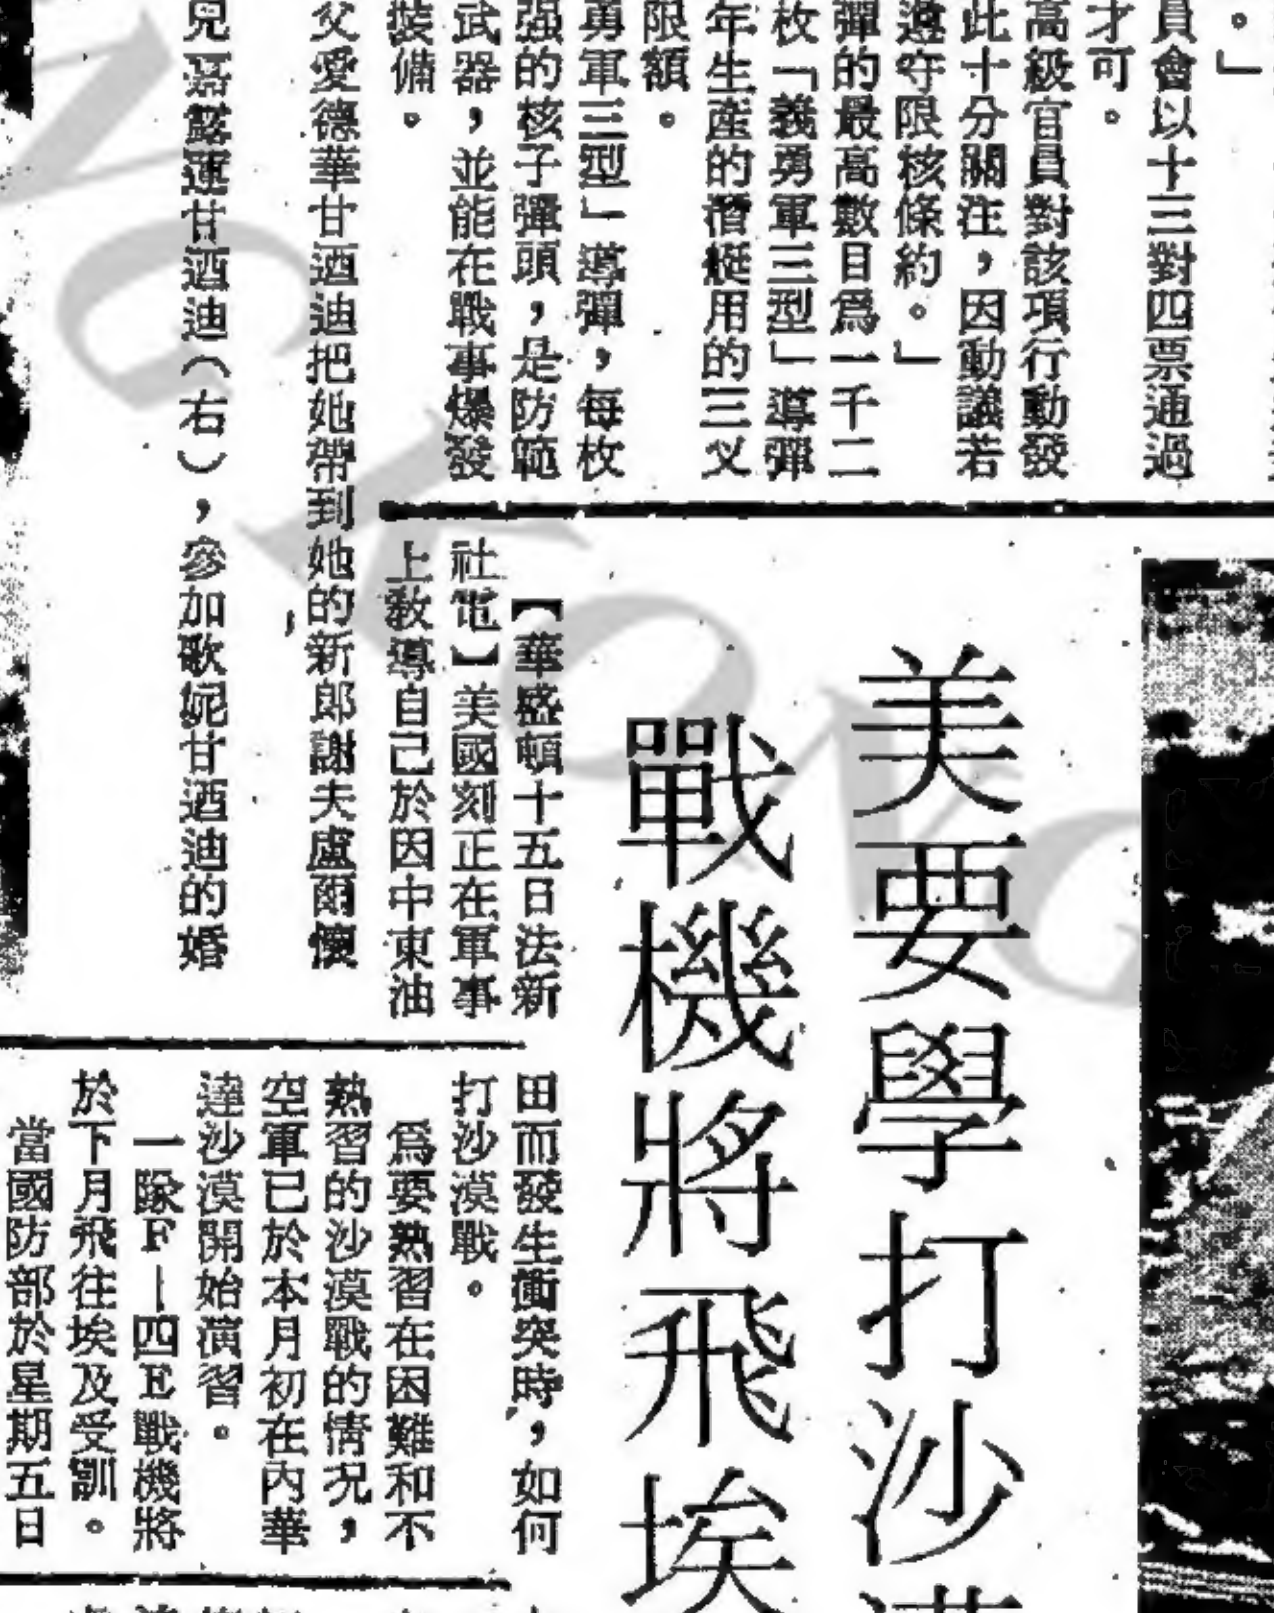 。」
員會以十三對四票通過
才可。
高級官員對該項行動發
此十分關注，因動議若
遵守限核條約。」
彈的最高數目爲一千二
枚「義勇軍三型」導彈
年生產的潛艇用的三叉
限額。
勇軍三型」導彈，每枚
强的核子彈頭，是防範
武器，並能在戰事爆發
裝備。
父愛德華甘迺迪把她帶到她的新郎謝夫盧爾懷
兒嘉露蓮甘迺迪（右），參加歌妮甘迺迪的婚
美要學打沙漠
戰機將飛埃
【華盛頓十五日法新
社電】美國刻正在軍事
上敎導自己於因中東油
田而發生衝突時，如何
打沙漠戰。
爲要熟習在困難和不
熟習的沙漠戰的情況，
空軍已於本月初在內華
達沙漠開始演習。
一隊F—四E戰機將
於下月飛往埃及受訓。
當國防部於星期五日
KONG